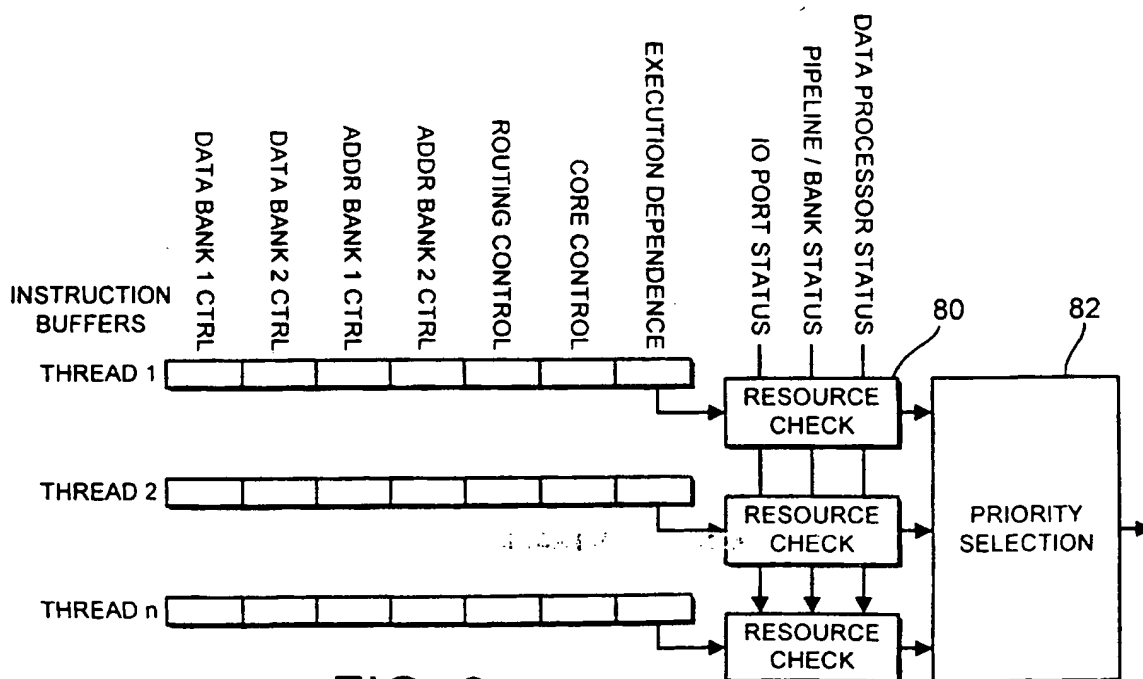 DATA BANK 1 CTRL
DATA BANK 2 CTRL
ADDR BANK 1 CTRL
ADDR BANK 2 CTRL
ROUTING CONTROL
CORE CONTROL
EXECUTION DEPENDENCE
IO PORT STATUS
PIPELINE / BANK STATUS
DATA PROCESSOR STATUS
80
82
INSTRUCTION
BUFFERS
THREAD 1
RESOURCE
CHECK
THREAD 2
RESOURCE
CHECK
PRIORITY
SELECTION
THREAD n
RESOURCE
CHECK